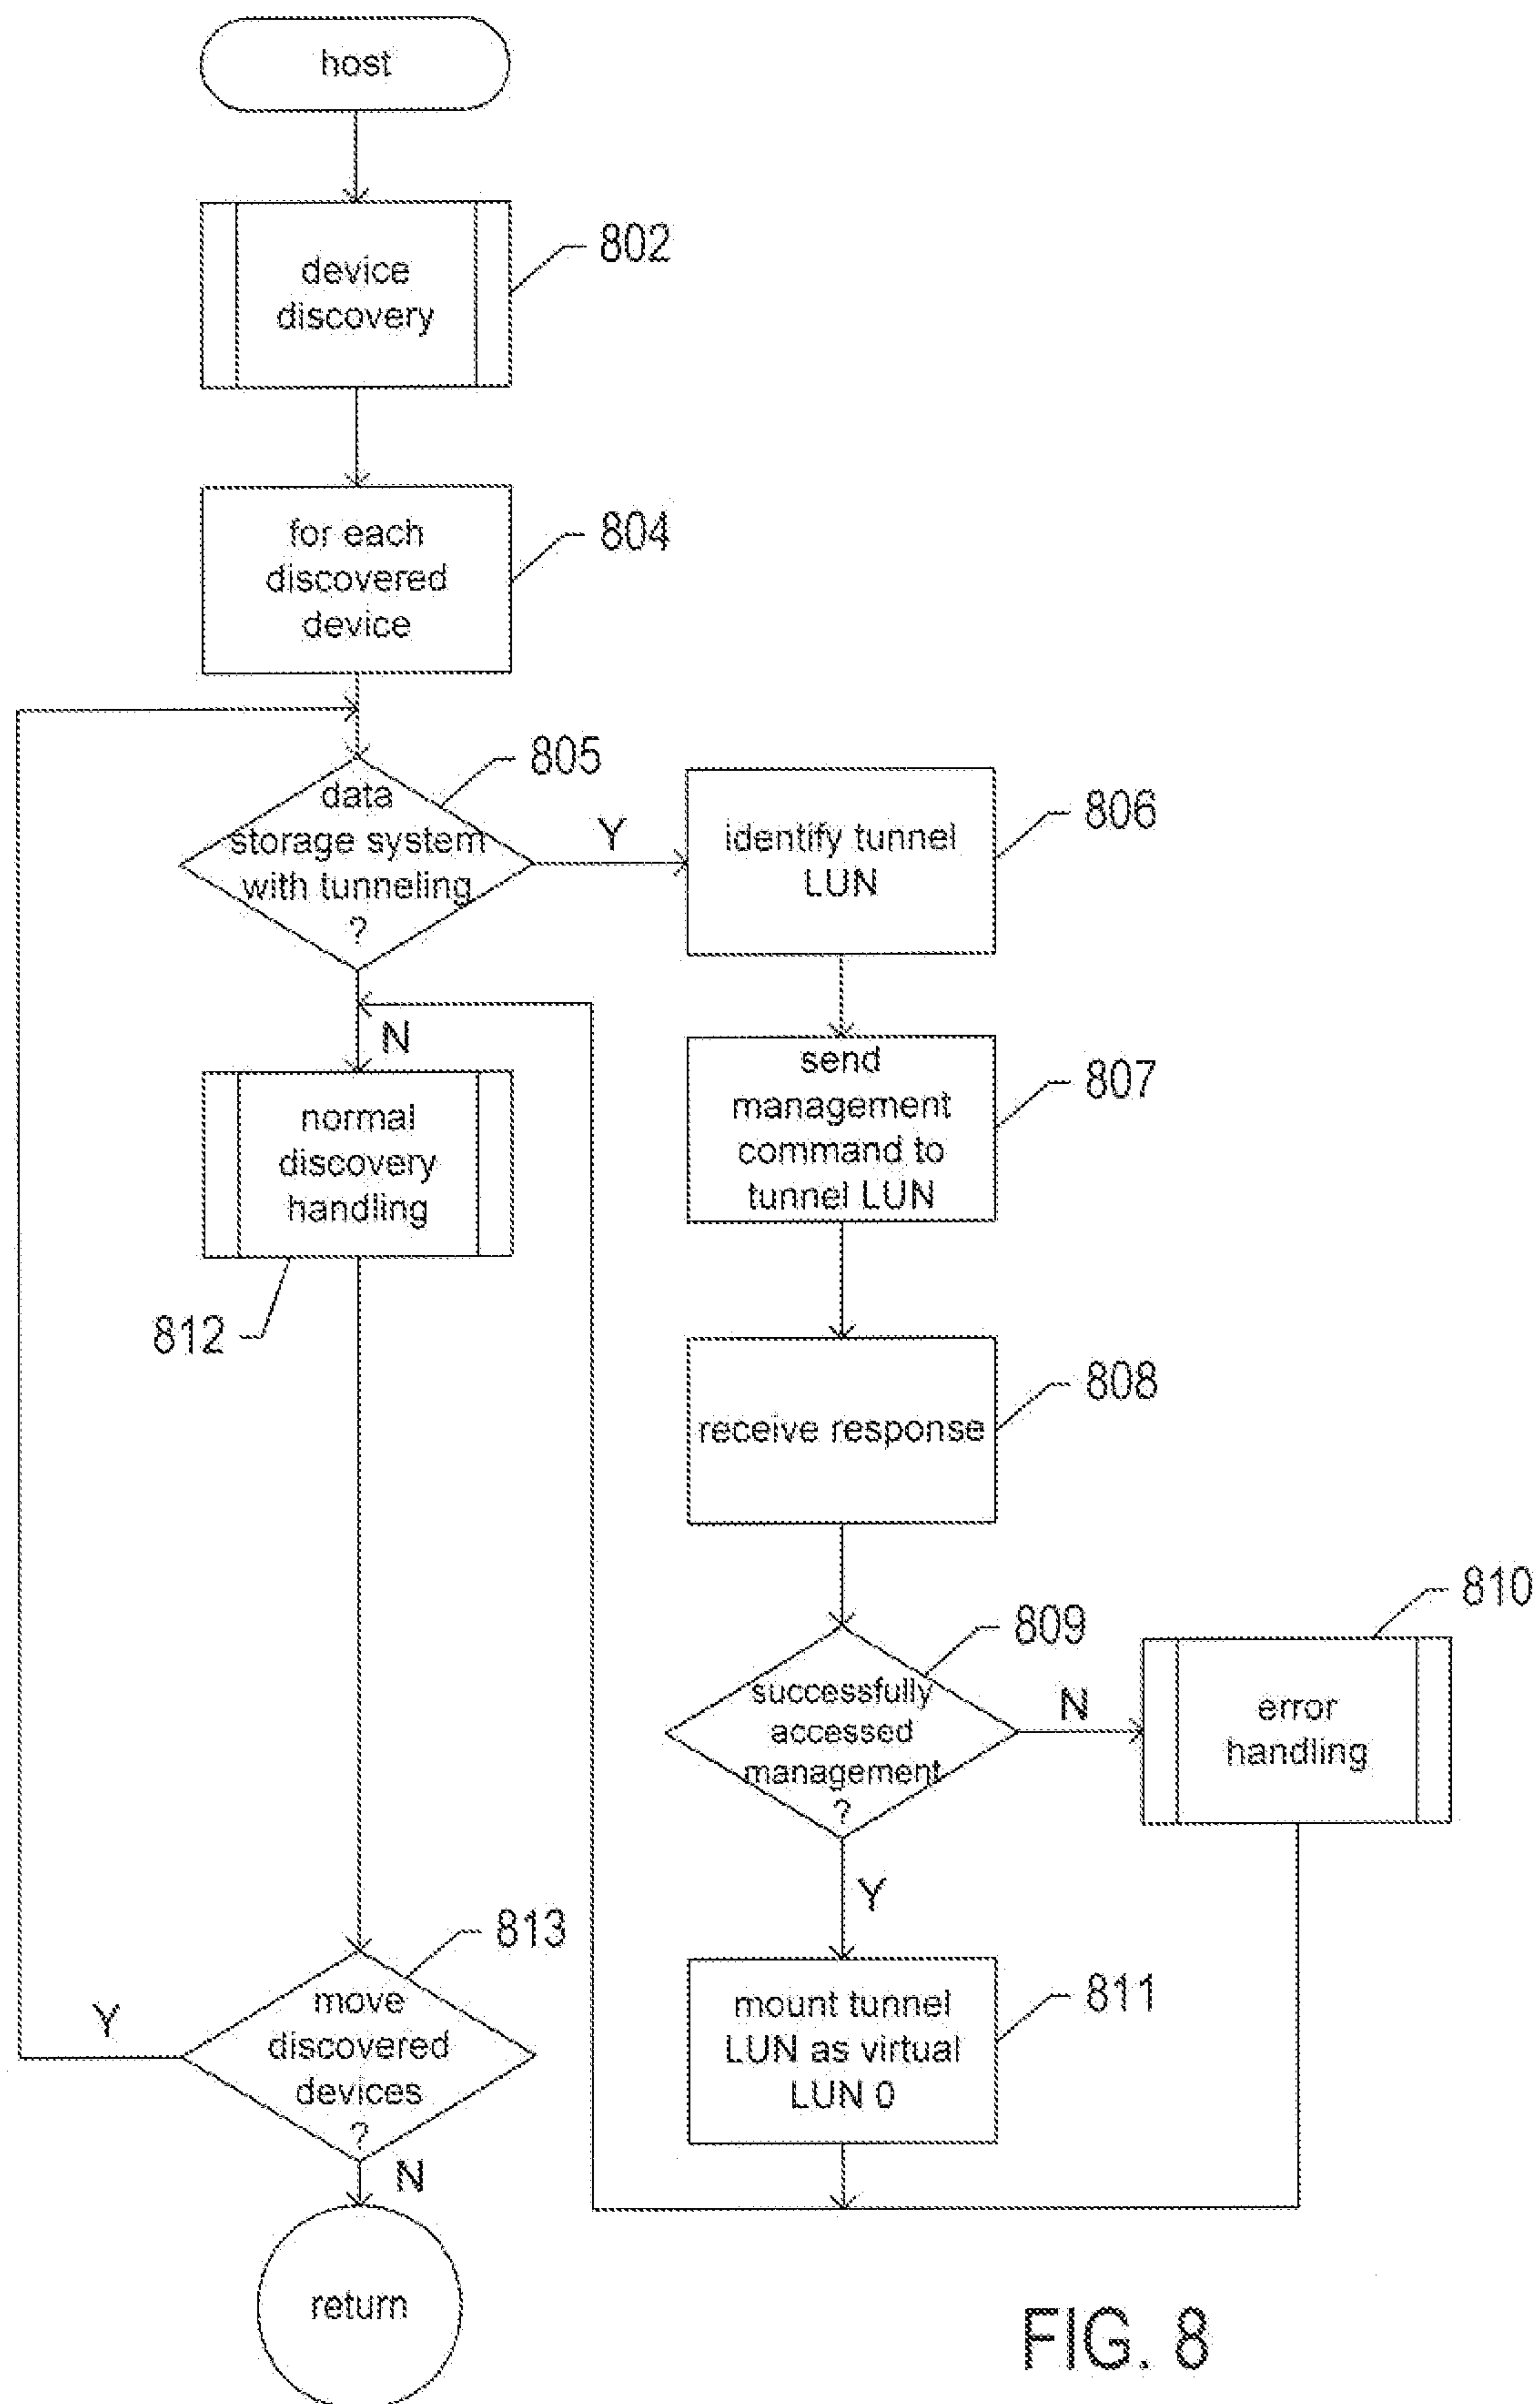 host
device
discovery
802
for each
discovered
device
804
data
storage system
with tunneling
?
805
Y
identify tunnel
LUN
806
N
send
management
command to
tunnel LUN
807
normal
discovery
handling
812
receive response
808
successfully
accessed
management
?
809
N
error
handling
810
Y
mount tunnel
LUN as virtual
LUN 0
811
move
discovered
devices
?
813
Y
N
return
FIG. 8